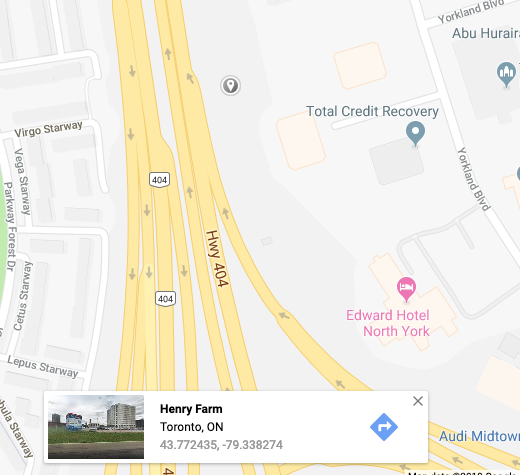 Yorkland Blvd
Abu Huraira
Total Credit Recovery
Virgo Starway
Vega Starway
Parkway Forest Dr
Yorkland Blvd
404
Hwy 404
Cetus Starway
404
Edward Hotel
North York
Lepus Starway
Henry Farm
Toronto, ON
43.772435, -79.338274
Audi Midtown
Starway
4